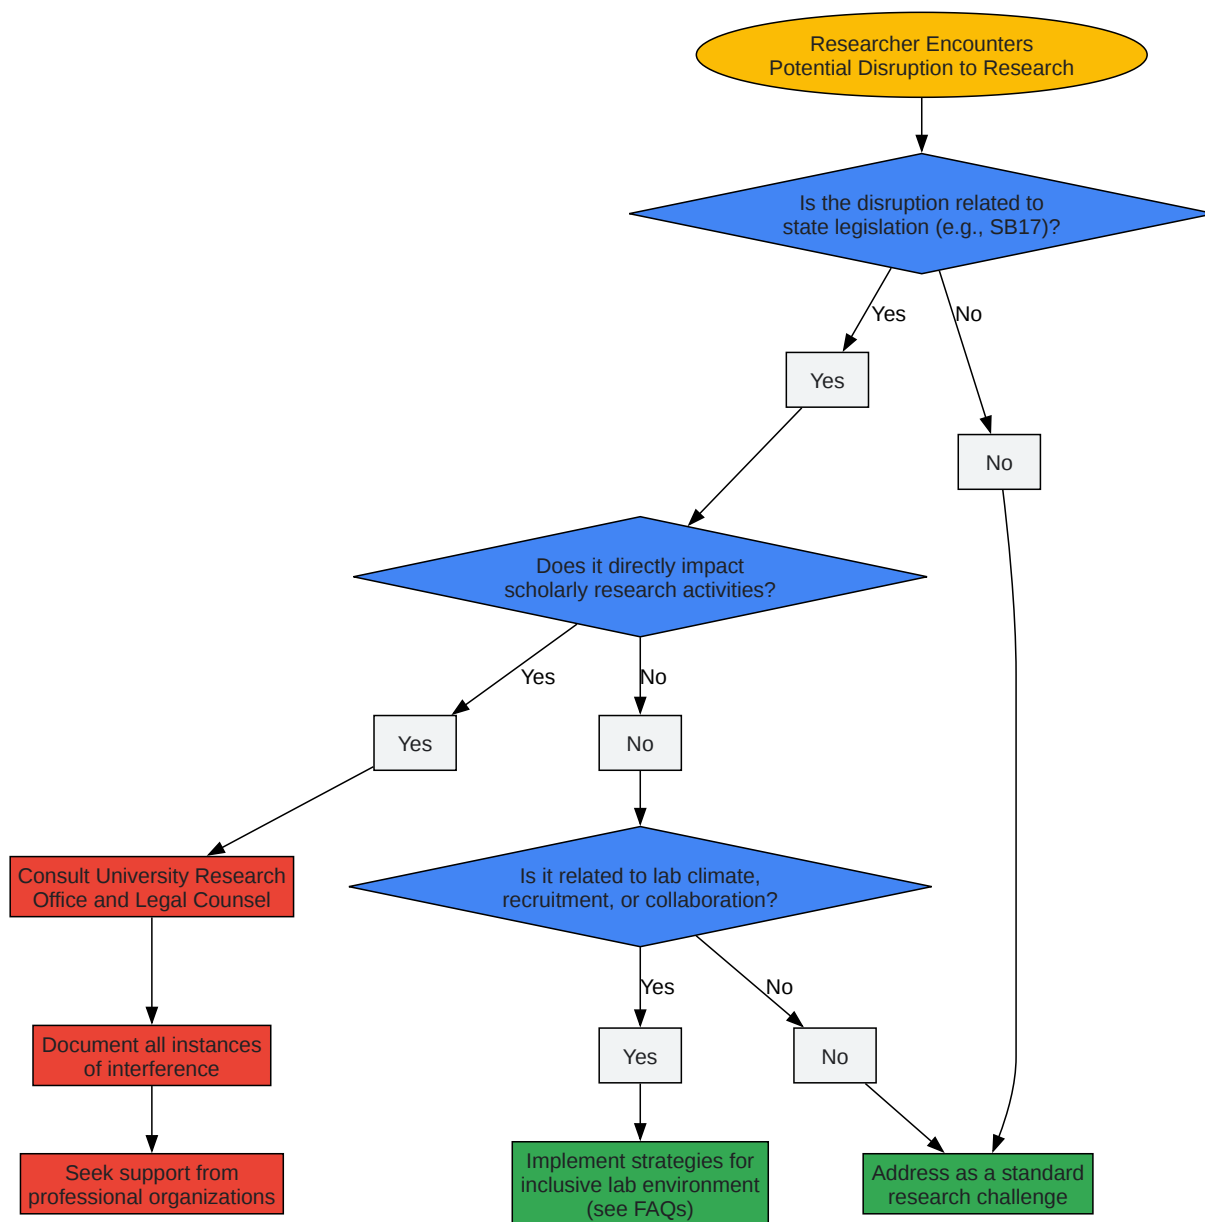 Researcher Encounters
Potential Disruption to Research
Is the disruption related to
state legislation (e.g., SB17)?
Yes
No
Yes
No
Does it directly impact
scholarly research activities?
Yes
No
Yes
No
Consult University Research
Office and Legal Counsel
Is it related to lab climate,
recruitment, or collaboration?
Yes
No
Document all instances
of interference
Yes
No
Seek support from
professional organizations
Implement strategies for
inclusive lab environment
(see FAQs)
Address as a standard
research challenge